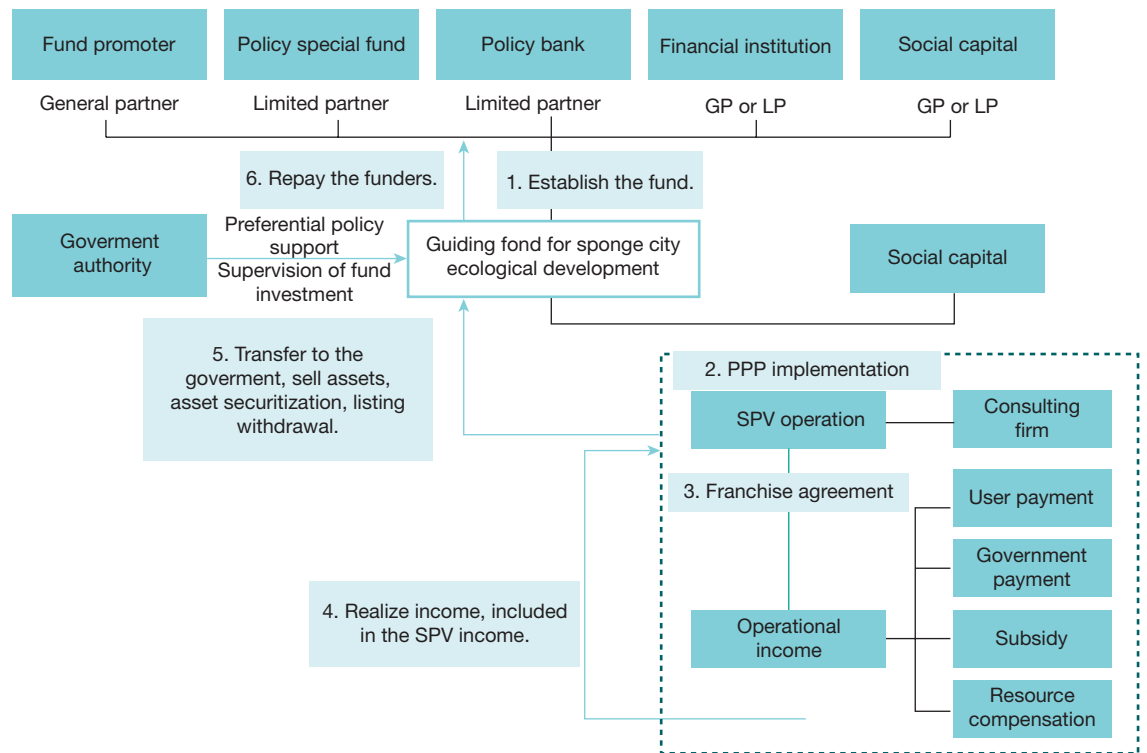 Fund promoter
Policy special fund
Policy bank
Financial institution
Social capital
General partner
Limited partner
Limited partner
GP or LP
GP or LP
6. Repay the funders.
1. Establish the fund.
Goverment
authority
Preferential policy
support
Supervision of fund
investment
Guiding fond for sponge city
ecological development
Social capital
5. Transfer to the
goverment, sell assets,
asset securitization, listing
withdrawal.
2. PPP implementation
SPV operation
Consulting
firm
3. Franchise agreement
User payment
Government
payment
4. Realize income, included
in the SPV income.
Operational
income
Subsidy
Resource
compensation